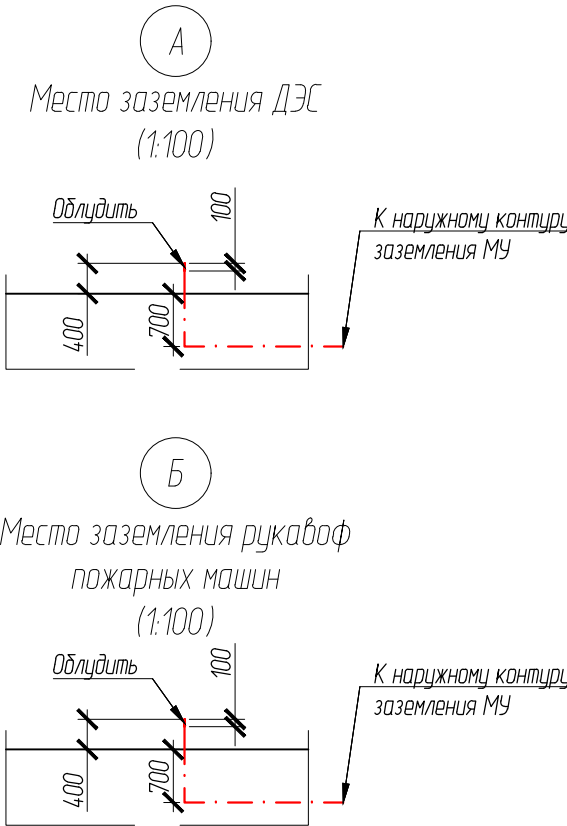 А
Место заземления ДЭС
(1:100)
Облудить
100
К наружному контуру
заземления МУ
400
700
Б
Место заземления рукавоф
пожарных машин
(1:100)
Облудить
100
К наружному контуру
заземления МУ
400
700